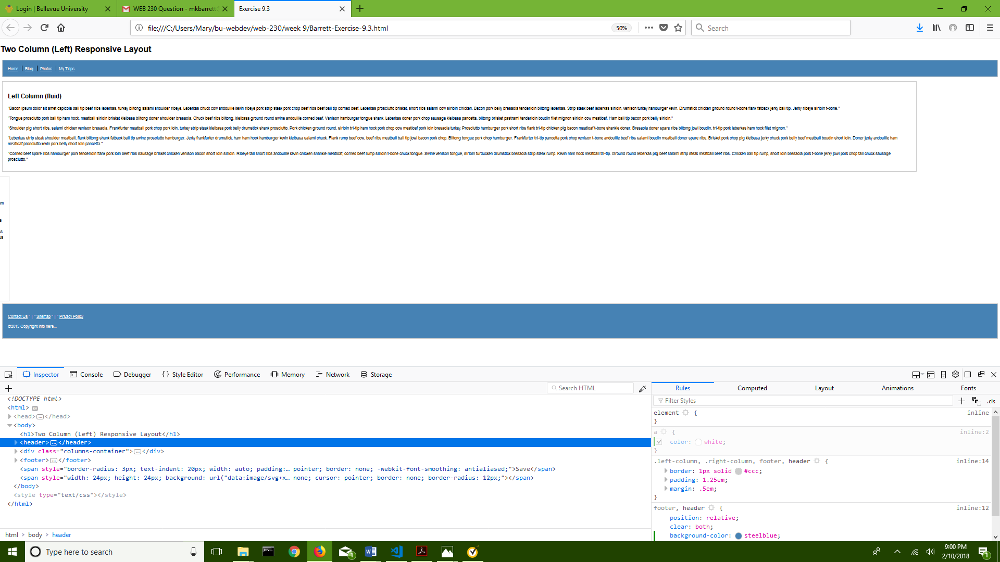 Login | Bellevue University
WEB 230 Question - mkbarrett
Exercise 9.3
file:///C:/Users/Mary/bu-webdev/web-230/week 9/Barrett-Exercise-9.3.html
50%
Search
Two Column (Left) Responsive Layout
Home Blog Photos My Trips
Left Column (fluid)
"Bacon ipsum dolor sit amet capicola ball tip beef ribs leberkas, turkey biltong salami shoulder ribeye. Leberkas chuck cow andouille kevin ribeye pork strip steak pork chop beef ribs beef ball tip corned beef. Leberkas prosciutto brisket, short ribs salami cow sirloin chicken. Bacon pork belly bresaola tenderloin biltong leberkas. Strip steak beef leberkas sirloin, venison turkey hamburger kevin. Drumstick chicken ground round t-bone flank fatback jerky ball tip. Jerky ribeye sirloin t-bone."
"Tongue prosciutto pork ball tip ham hock, meatball sirloin brisket kielbasa biltong doner shoulder bresaola. Chuck beef ribs biltong, kielbasa ground round swine andouille corned beef. Venison hamburger tongue shank. Leberkas doner pork chop sausage kielbasa pancetta, biltong brisket pastrami tenderloin boudin filet mignon sirloin cow meatloaf. Ham ball tip bacon pork belly sirloin."
"Shoulder pig short ribs, salami chicken venison bresaola. Frankfurter meatball pork chop pork loin, turkey strip steak kielbasa pork belly drumstick shank prosciutto. Pork chicken ground round, sirloin tri-tip ham hock pork chop cow meatloaf pork loin bresaola turkey. Prosciutto hamburger pork short ribs flank tri-tip chicken pig bacon meatloaf t-bone shankle doner. Bresaola doner spare ribs biltong jowl boudin, tri-tip pork leberkas ham hock filet mignon."
"Leberkas strip steak shoulder meatball, flank biltong shank fatback ball tip swine prosciutto hamburger. Jerky frankfurter drumstick, ham ham hock hamburger kevin kielbasa salami chuck. Flank rump beef cow, beef ribs meatball ball tip jowl bacon pork chop. Biltong tongue pork chop hamburger. Frankfurter tri-tip pancetta pork chop venison t-bone andouille beef ribs salami boudin meatball doner spare ribs. Brisket pork chop pig kielbasa jerky chuck pork belly beef meatball boudin short loin. Doner jerky andouille ham
meatloaf prosciutto kevin pork belly short loin pancetta."
"Corned beef spare ribs hamburger pork tenderloin flank pork loin beef ribs sausage brisket chicken venison bacon short loin sirloin. Ribeye tail short ribs andouille kevin chicken shankle meatloaf, corned beef rump sirloin t-bone chuck tongue. Swine venison tongue, sirloin turducken drumstick bresaola strip steak rump. Kevin ham hock meatball tri-tip. Ground round leberkas pig beef salami strip steak meatball beef ribs. Chicken ball tip rump, short loin bresaola pork t-bone jerky jowl pork chop tail chuck sausage
prosciutto."
Contact Us " | " Sitemap " | " Privacy Policy
©2015 Copyright info here...
Inspector Console Debugger {} Style Editor Performance Memory Network Storage
Search HTML
<!DOCTYPE html>
<html> ev
<head></head>
<body>
<h1>Two Column (Left) Responsive Layout</h1>
<header></header>
<div class="columns-container"></div>
<footer></footer>
<span style="border-radius: 3px; text-indent: 20px; width: auto; padding:… pointer; border: none; -webkit-font-smoothing: antialiased;">Save</span>
<span style="width: 24px; height: 24px; background: url("data:image/svg+x… none; cursor: pointer; border: none; border-radius: 12px;"></span>
</body>
<style type="text/css"></style>
</html>
html body header
Rules Computed Layout Animations Fonts
Filter Styles .cls
element { inline
}
a { inline:2
color: white;
}
.left-column, .right-column, footer, header { inline:14
border: 1px solid #ccc;
padding: 1.25em;
margin: .5em;
}
footer, header { inline:12
position: relative;
clear: both;
background-color: steelblue;
Type here to search
1
9:00 PM
2/10/2018
1